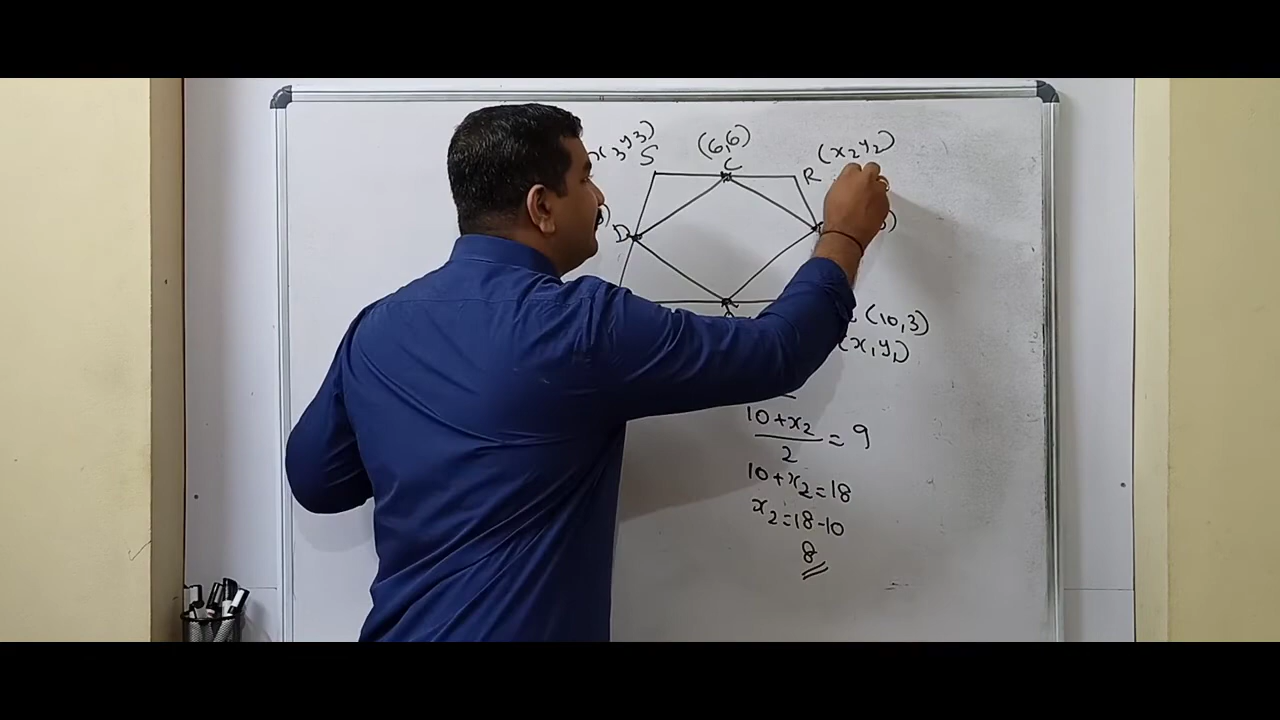 x₃y₃)
(6,6)
(x₂y₂)
S
C
R
D
)
(10,3)
(x₁y₁)
10+x₂
= 9
2
10+x₂=18
x₂=18-10
8